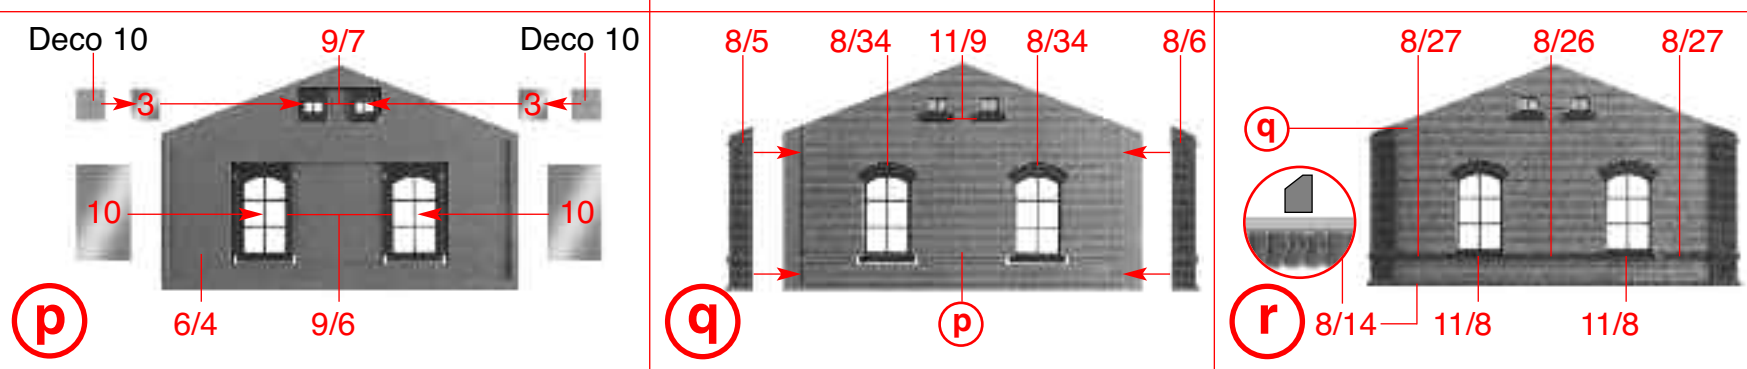 Deco 10 9/7 Deco 10
3 3
10 10
p 6/4 9/6
8/5 8/34 11/9 8/34 8/6
q p
8/27 8/26 8/27
q
r 8/14 11/8 11/8